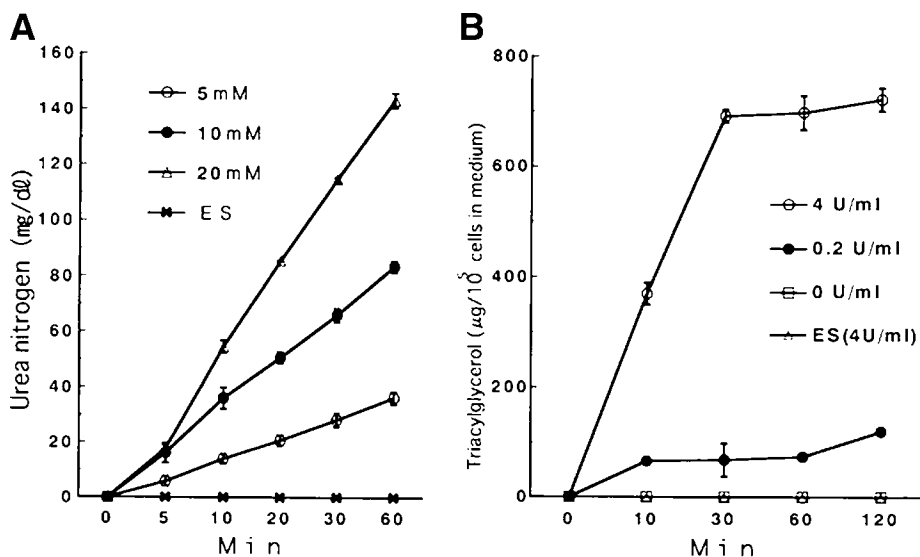 A
Urea nitrogen (mg/dℓ)
160
140
120
100
80
60
40
20
0
5 mM
10 mM
20 mM
ES
0 5 10 20 30 60
Min
B
Triacylglycerol (µg/10⁵ cells in medium)
800
600
400
200
0
4 U/ml
0.2 U/ml
0 U/ml
ES(4U/ml)
0 10 30 60 120
Min